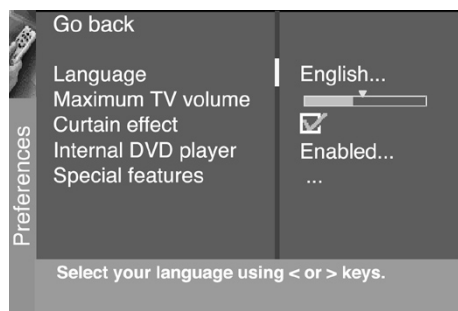 Go back
Language English...
Maximum TV volume
Curtain effect
Internal DVD player Enabled...
Special features ...
Preferences
Select your language using < or > keys.